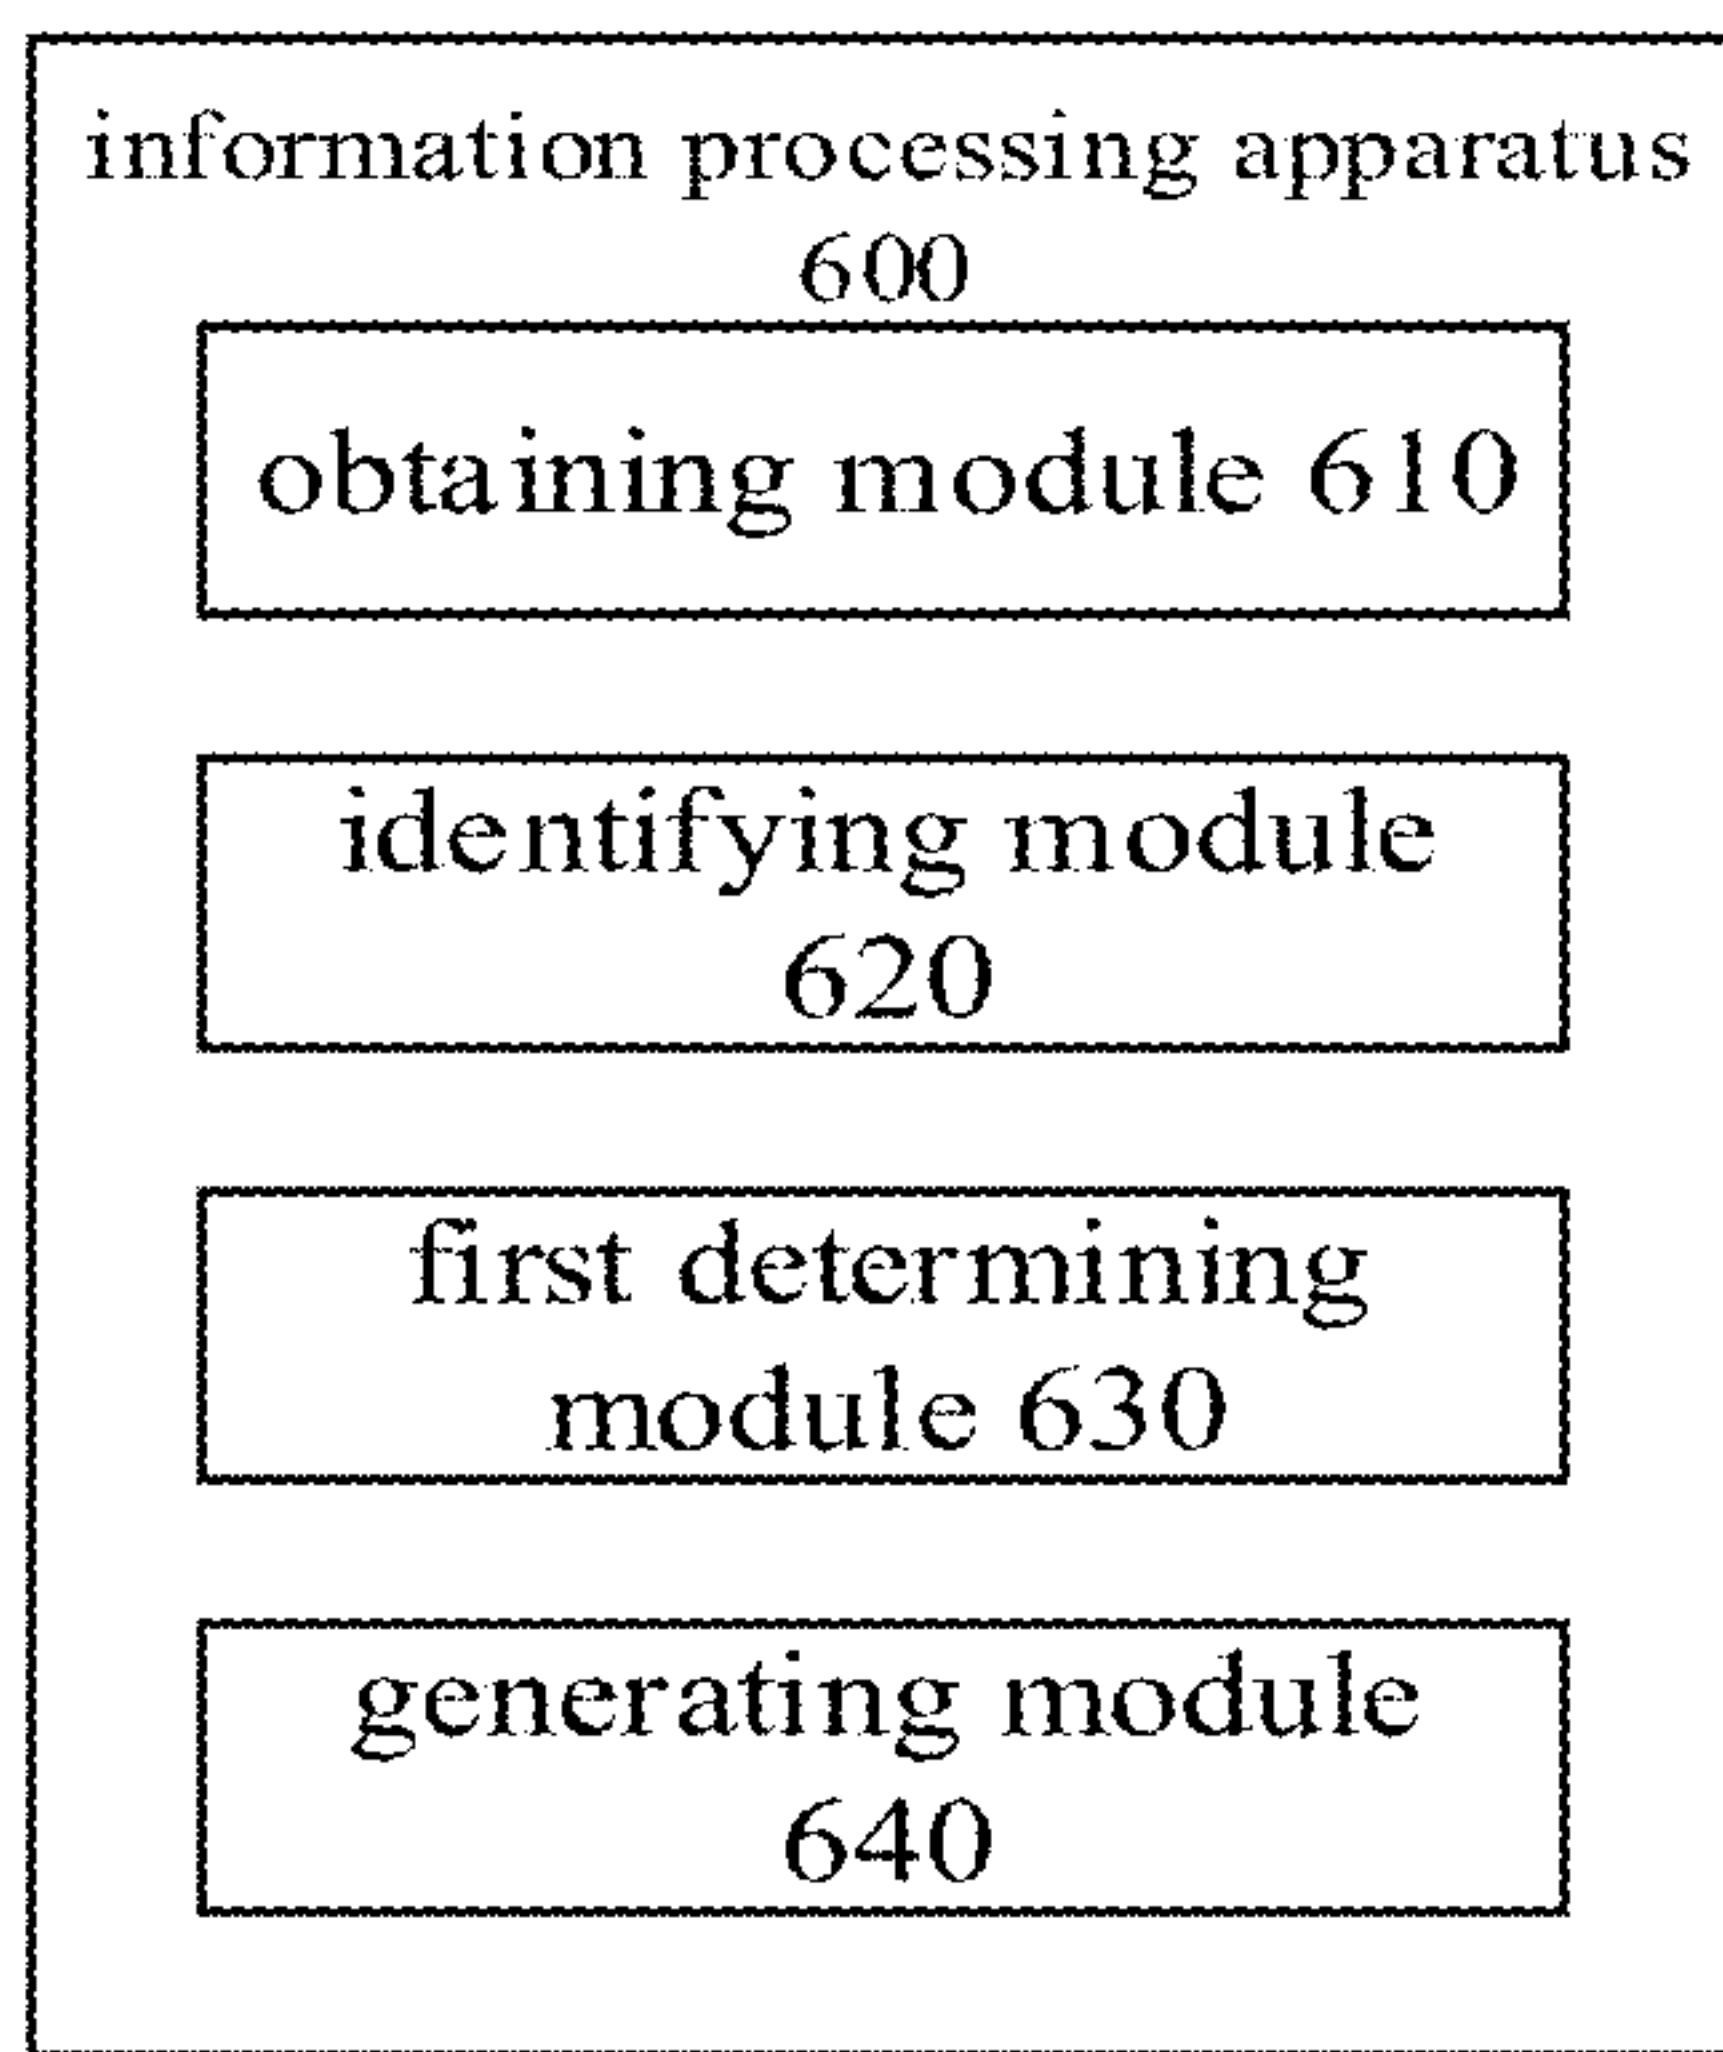 information processing apparatus
600
obtaining module 610
identifying module
620
first determining
module 630
generating module
640